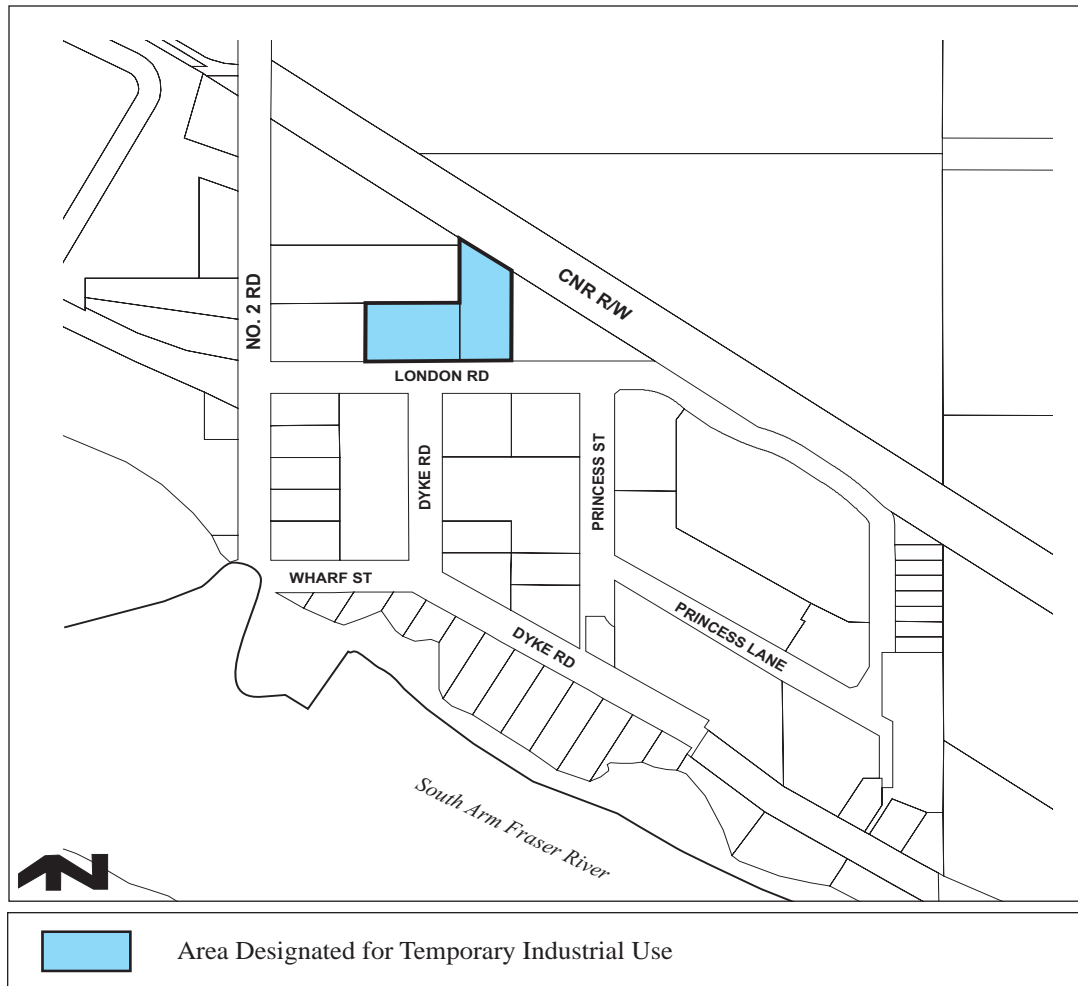 CNR R/W
NO. 2 RD
LONDON RD
DYKE RD
PRINCESS ST
WHARF ST
PRINCESS LANE
DYKE RD
South Arm Fraser River
N
Area Designated for Temporary Industrial Use